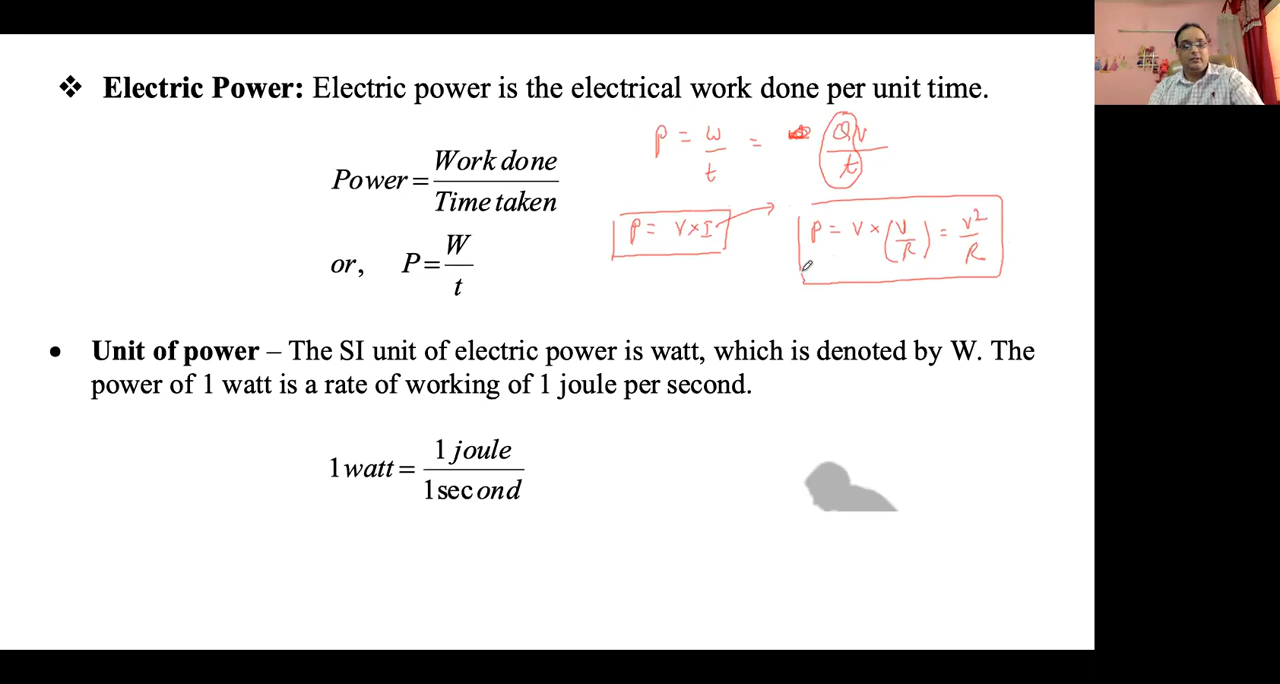 ❖ Electric Power: Electric power is the electrical work done per unit time.
Power = Work done / Time taken
P = W / t = QV / t
or, P = W / t
P = V × I → P = V × (V / R) = V² / R
• Unit of power – The SI unit of electric power is watt, which is denoted by W. The
power of 1 watt is a rate of working of 1 joule per second.
1 watt = 1 joule / 1 second